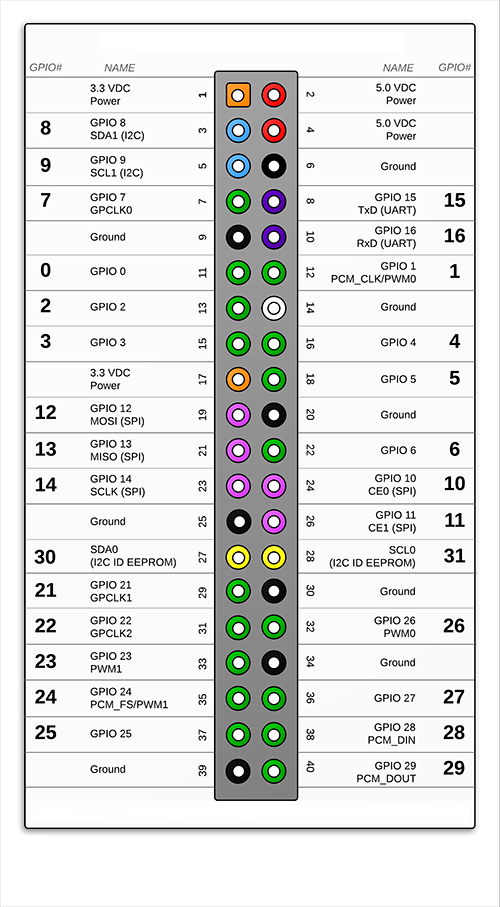 GPIO# NAME NAME GPIO#
3.3 VDC
Power 1 2 5.0 VDC
Power
8 GPIO 8
SDA1 (I2C) 3 4 5.0 VDC
Power
9 GPIO 9
SCL1 (I2C) 5 6 Ground
7 GPIO 7
GPCLK0 7 8 GPIO 15
TxD (UART) 15
Ground 9 10 GPIO 16
RxD (UART) 16
0 GPIO 0 11 12 GPIO 1
PCM_CLK/PWM0 1
2 GPIO 2 13 14 Ground
3 GPIO 3 15 16 GPIO 4 4
3.3 VDC
Power 17 18 GPIO 5 5
12 GPIO 12
MOSI (SPI) 19 20 Ground
13 GPIO 13
MISO (SPI) 21 22 GPIO 6 6
14 GPIO 14
SCLK (SPI) 23 24 GPIO 10
CE0 (SPI) 10
Ground 25 26 GPIO 11
CE1 (SPI) 11
30 SDA0
(I2C ID EEPROM) 27 28 SCL0
(I2C ID EEPROM) 31
21 GPIO 21
GPCLK1 29 30 Ground
22 GPIO 22
GPCLK2 31 32 GPIO 26
PWM0 26
23 GPIO 23
PWM1 33 34 Ground
24 GPIO 24
PCM_FS/PWM1 35 36 GPIO 27 27
25 GPIO 25 37 38 GPIO 28
PCM_DIN 28
Ground 39 40 GPIO 29
PCM_DOUT 29